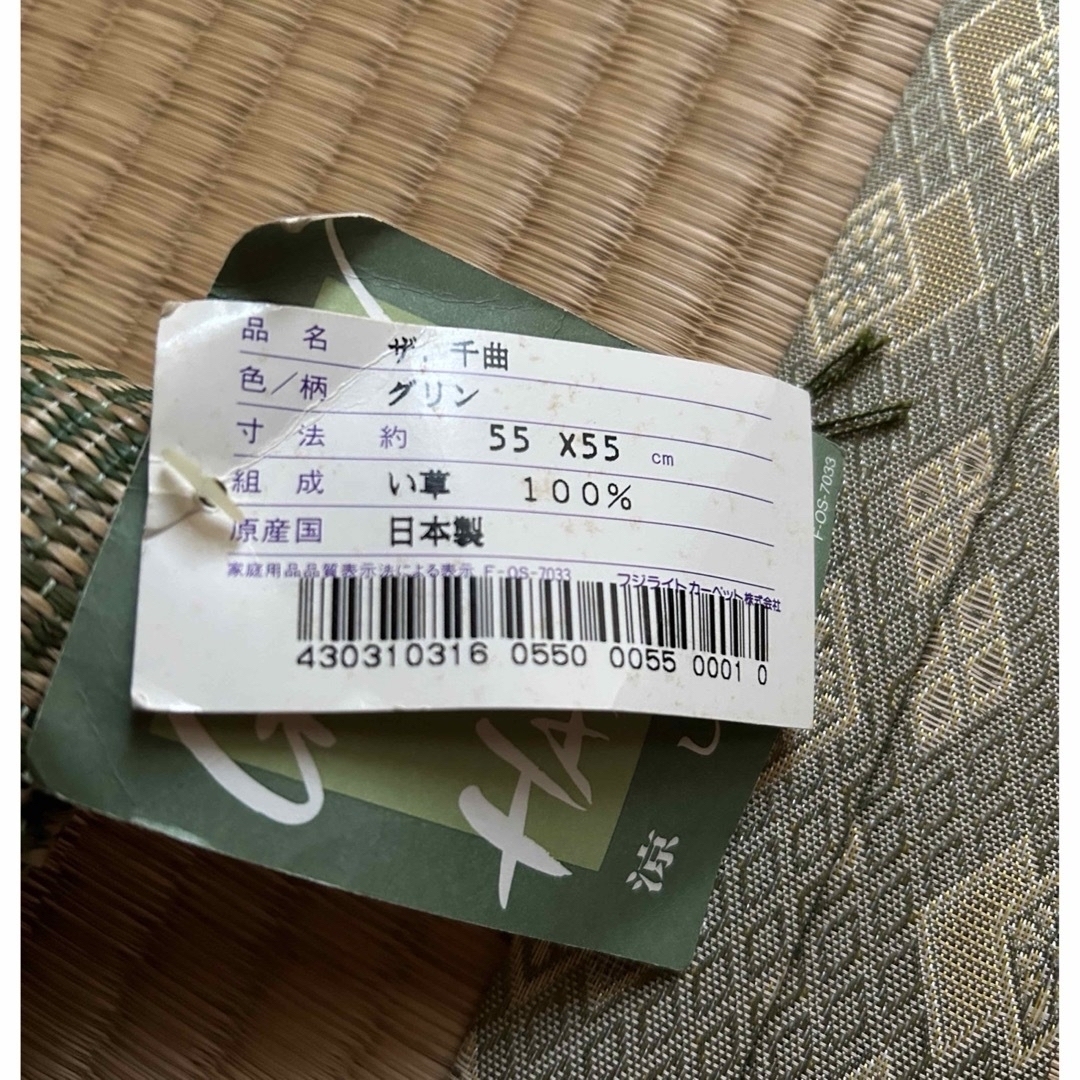 品 名 ザ、千曲
色／柄 グリン
寸 法 約 55 X55 cm
組 成 い草 100%
原産国 日本製
家庭用品品質表示法による表示 F-OS-7033 フジライトカーペット株式会社
430310316 0550 0055 0001 0
F-OS-7033
涼